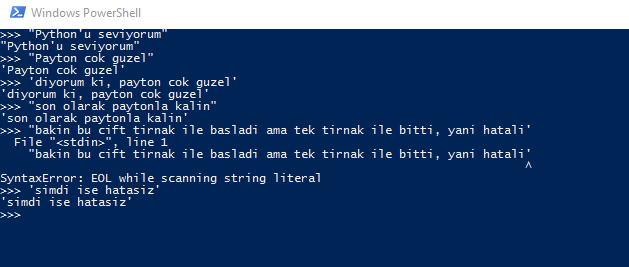 Windows PowerShell
>>> "Python'u seviyorum"
"Python'u seviyorum"
>>> "Payton cok guzel"
'Payton cok guzel'
>>> 'diyorum ki, payton cok guzel'
'diyorum ki, payton cok guzel'
>>> "son olarak paytonla kalin"
'son olarak paytonla kalin'
>>> "bakin bu cift tirnak ile basladi ama tek tirnak ile bitti, yani hatali'
  File "<stdin>", line 1
    "bakin bu cift tirnak ile basladi ama tek tirnak ile bitti, yani hatali'
                                                                           ^
SyntaxError: EOL while scanning string literal
>>> 'simdi ise hatasiz'
'simdi ise hatasiz'
>>>